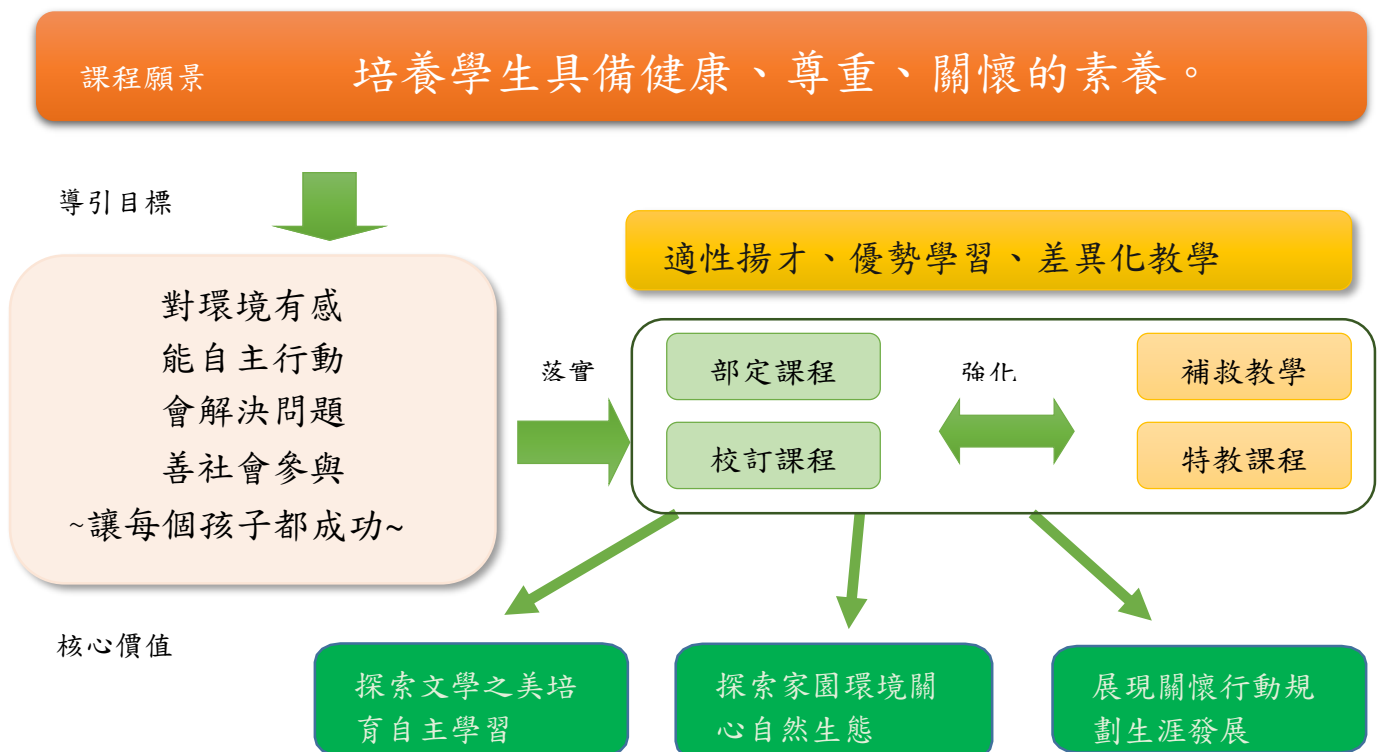 課程願景 培養學生具備健康、尊重、關懷的素養。
導引目標
對環境有感
能自主行動
會解決問題
善社會參與
~讓每個孩子都成功~
適性揚才、優勢學習、差異化教學
落實
部定課程
校訂課程
強化
補救教學
特教課程
核心價值
探索文學之美培
育自主學習
探索家園環境關
心自然生態
展現關懷行動規
劃生涯發展